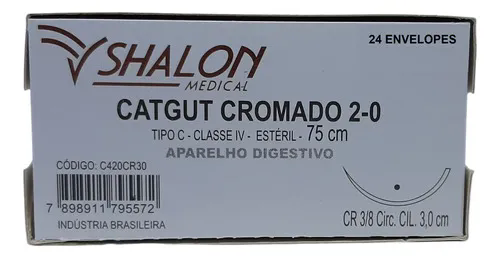 SHALON
MEDICAL
24 ENVELOPES
CATGUT CROMADO 2-0
TIPO C - CLASSE IV - ESTÉRIL - 75 cm
APARELHO DIGESTIVO
CÓDIGO: C420CR30
7 898911 795572
INDÚSTRIA BRASILEIRA
CR 3/8 Circ. CIL. 3,0 cm